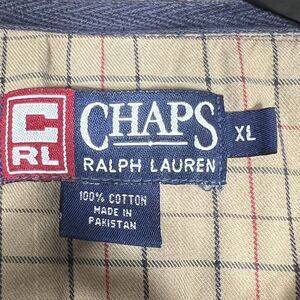 C
RL
CHAPS
RALPH LAUREN
XL
100% COTTON
MADE IN
PAKISTAN